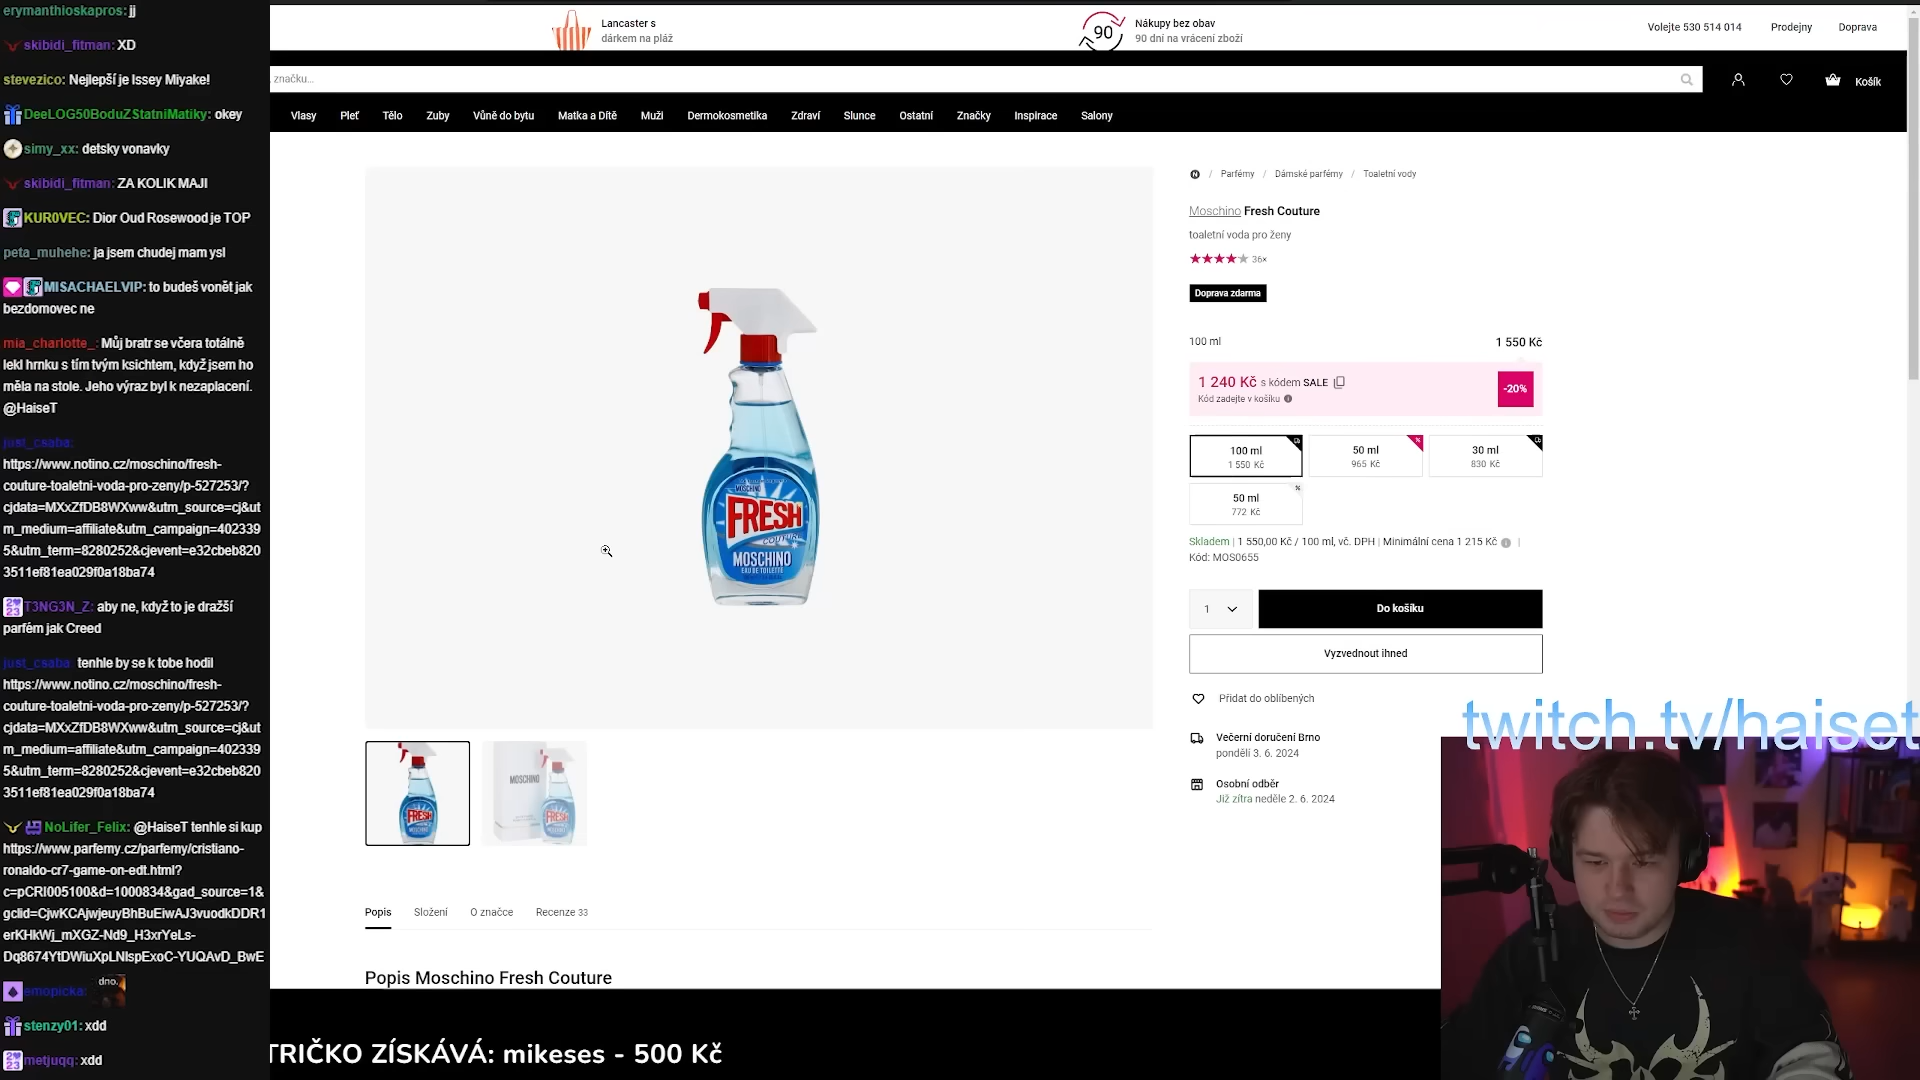 erymanthioskapros: jj
skibidi_fitman: XD
stevezico: Nejlepší je Issey Miyake!
DeeLOG50BoduZStatniMatiky: okey
simy_xx: detsky vonavky
skibidi_fitman: ZA KOLIK MAJI
KUR0VEC: Dior Oud Rosewood je TOP
peta_muhehe: ja jsem chudej mam ysl
MISACHAELVIP: to budeš vonět jak
bezdomovec ne
mia_charlotte_: Můj bratr se včera totálně
lekl hrnku s tím tvým ksichtem, když jsem ho
měla na stole. Jeho výraz byl k nezaplacení.
@HaiseT
just_csaba:
https://www.notino.cz/moschino/fresh-
couture-toaletni-voda-pro-zeny/p-527253/?
cjdata=MXxZfDB8WXww&utm_source=cj&ut
m_medium=affiliate&utm_campaign=402339
5&utm_term=8280252&cjevent=e32cbeb820
3511ef81ea029f0a18ba74
T3NG3N_Z: aby ne, když to je dražší
parfém jak Creed
just_csaba: tenhle by se k tobe hodil
https://www.notino.cz/moschino/fresh-
couture-toaletni-voda-pro-zeny/p-527253/?
cjdata=MXxZfDB8WXww&utm_source=cj&ut
m_medium=affiliate&utm_campaign=402339
5&utm_term=8280252&cjevent=e32cbeb820
3511ef81ea029f0a18ba74
NoLifer_Felix: @HaiseT tenhle si kup
https://www.parfemy.cz/parfemy/cristiano-
ronaldo-cr7-game-on-edt.html?
c=pCRI005100&d=1000834&gad_source=1&
gclid=CjwKCAjwjeuyBhBuEiwAJ3vuodkDDR1
erKHkWj_mXGZ-Nd9_H3xrYeLs-
Dq8674YtDWiuXpLNIspExoC-YUQAvD_BwE
emopicka: dno.
stenzy01: xdd
metjuqq: xdd
Lancaster s
dárkem na pláž
90
Nákupy bez obav
90 dní na vrácení zboží
Volejte 530 514 014
Prodejny
Doprava
značku...
Košík
Vlasy
Pleť
Tělo
Zuby
Vůně do bytu
Matka a Dítě
Muži
Dermokosmetika
Zdraví
Slunce
Ostatní
Značky
Inspirace
Salony
N / Parfémy / Dámské parfémy / Toaletní vody
Moschino Fresh Couture
toaletní voda pro ženy
36×
Doprava zdarma
100 ml
1 550 Kč
1 240 Kč s kódem SALE
Kód zadejte v košíku
-20%
100 ml
1 550 Kč
50 ml
965 Kč
30 ml
830 Kč
50 ml
772 Kč
Skladem | 1 550,00 Kč / 100 ml, vč. DPH | Minimální cena 1 215 Kč |
Kód: MOS0655
1
Do košíku
Vyzvednout ihned
Přidat do oblíbených
Večerní doručení Brno
pondělí 3. 6. 2024
Osobní odběr
Již zítra neděle 2. 6. 2024
MOSCHINO
FRESH
COUTURE
MOSCHINO
EAU DE TOILETTE
FRESH
MOSCHINO
FRESH
Popis
Složení
O značce
Recenze 33
Popis Moschino Fresh Couture
twitch.tv/haiset
TRIČKO ZÍSKÁVÁ: mikeses - 500 Kč